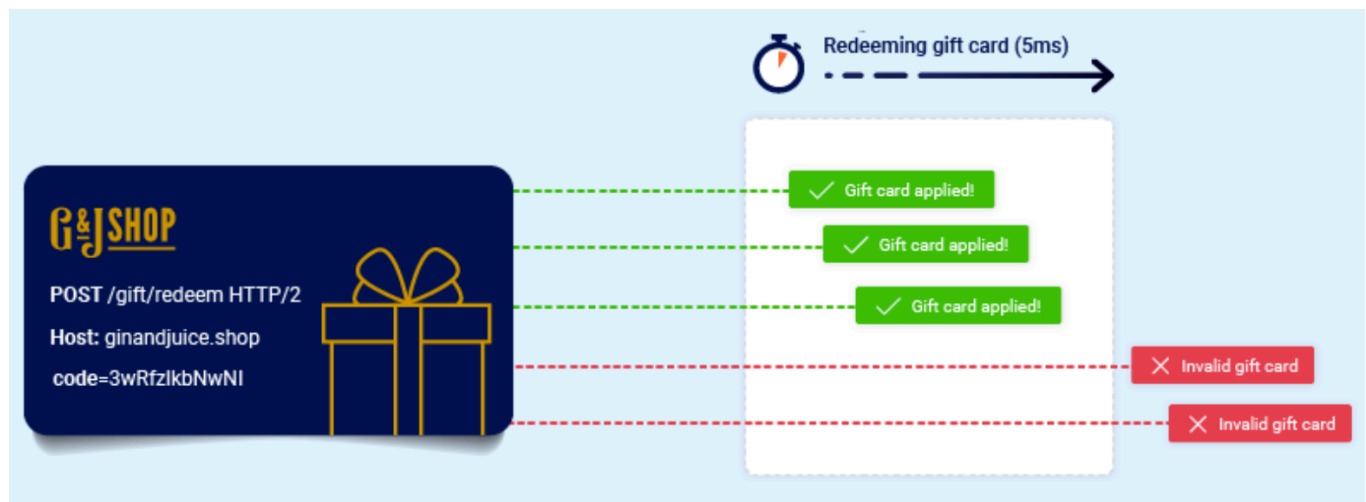 Redeeming gift card (5ms)
G&J SHOP
POST /gift/redeem HTTP/2
Host: ginandjuice.shop
code=3wRfzlkbNwNI
Gift card applied!
Gift card applied!
Gift card applied!
Invalid gift card
Invalid gift card